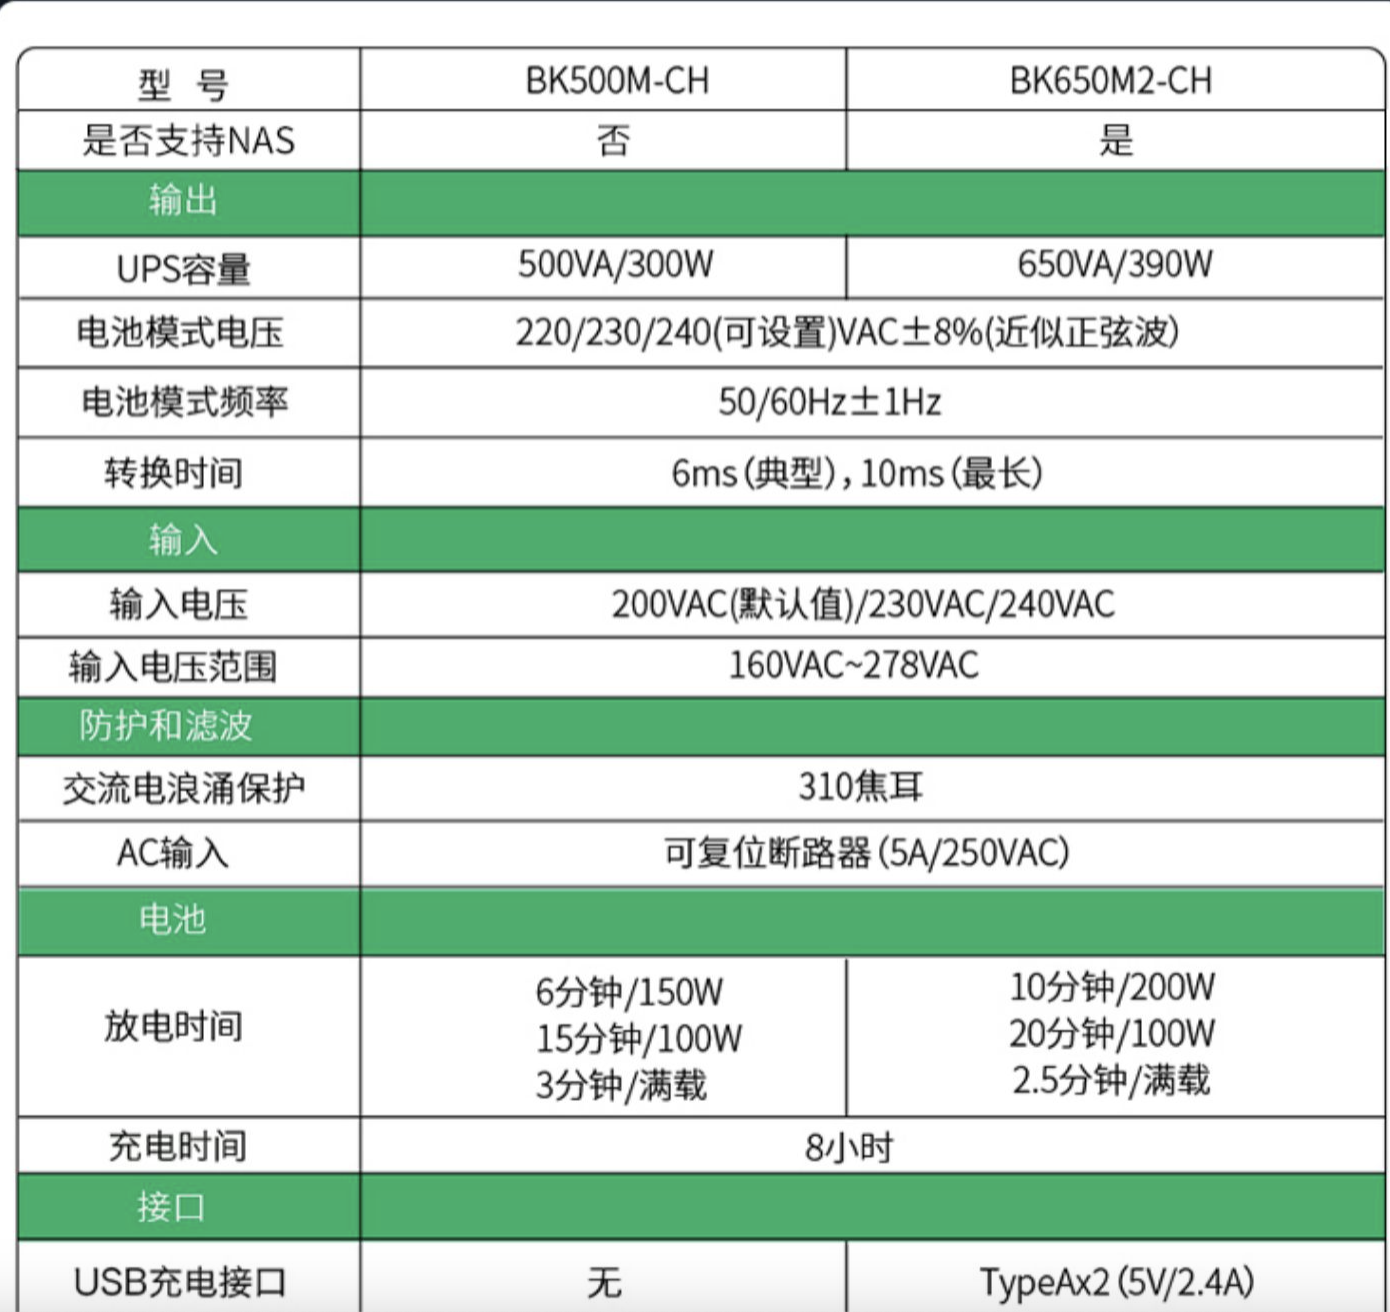 型 号 BK500M-CH BK650M2-CH
是否支持NAS 否 是
输出
UPS容量 500VA/300W 650VA/390W
电池模式电压 220/230/240(可设置)VAC±8%(近似正弦波)
电池模式频率 50/60Hz±1Hz
转换时间 6ms(典型),10ms(最长)
输入
输入电压 200VAC(默认值)/230VAC/240VAC
输入电压范围 160VAC~278VAC
防护和滤波
交流电浪涌保护 310焦耳
AC输入 可复位断路器(5A/250VAC)
电池
放电时间
6分钟/150W 10分钟/200W
15分钟/100W 20分钟/100W
3分钟/满载 2.5分钟/满载
充电时间 8小时
接口
USB充电接口 无 TypeAx2(5V/2.4A)